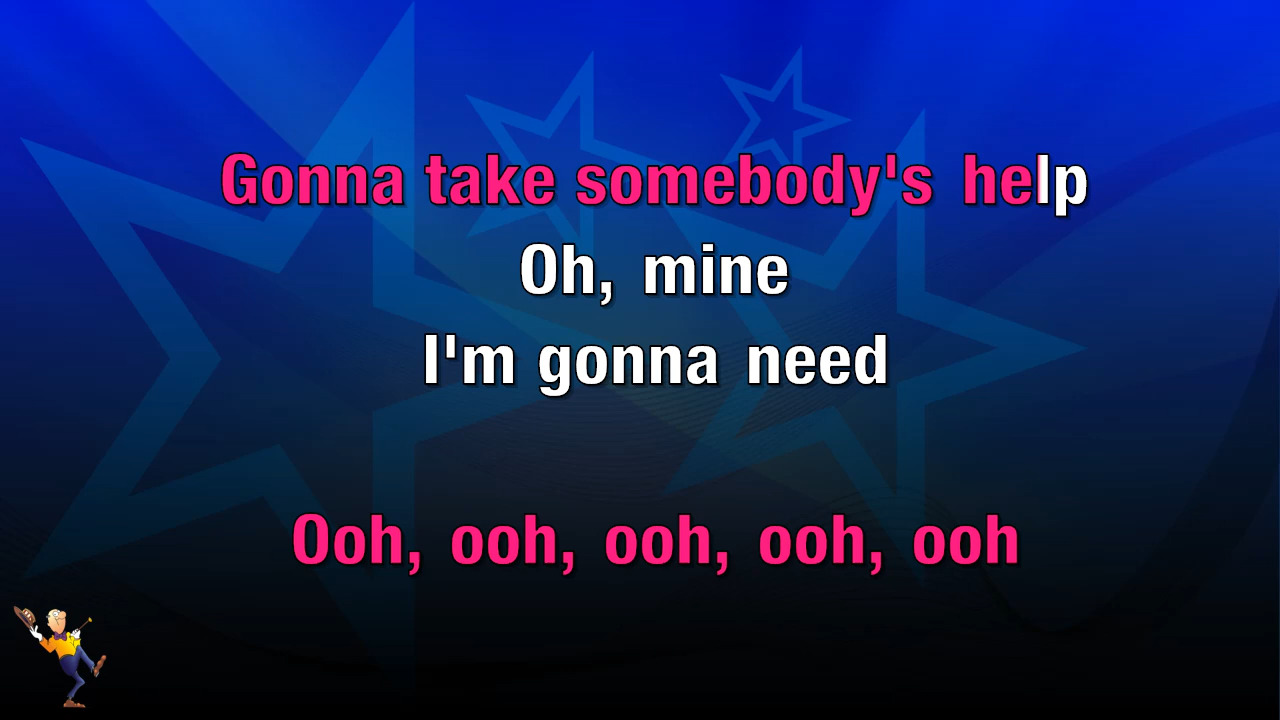 Gonna take somebody's help
Oh, mine
I'm gonna need
Ooh, ooh, ooh, ooh, ooh